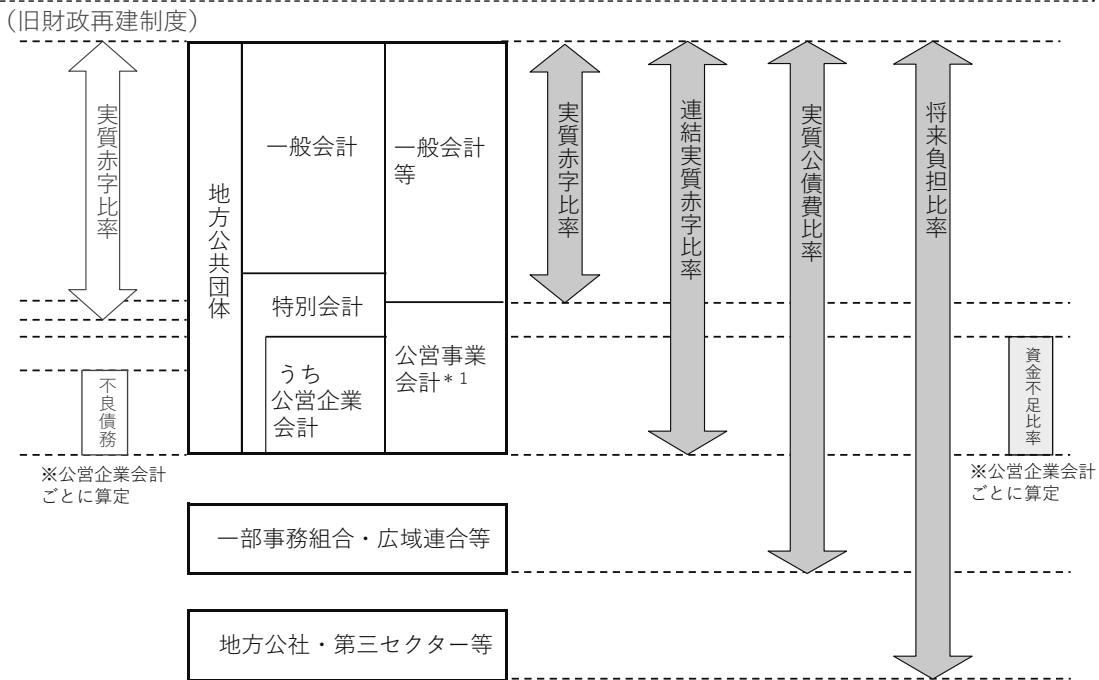 （旧財政再建制度）
実質赤字比率
不良債務
※公営企業会計
ごとに算定
地方公共団体
一般会計
特別会計
うち
公営企業
会計
一般会計
等
公営事業
会計＊1
一部事務組合・広域連合等
地方公社・第三セクター等
実質赤字比率
連結実質赤字比率
実質公債費比率
将来負担比率
資金不足比率
※公営企業会計
ごとに算定